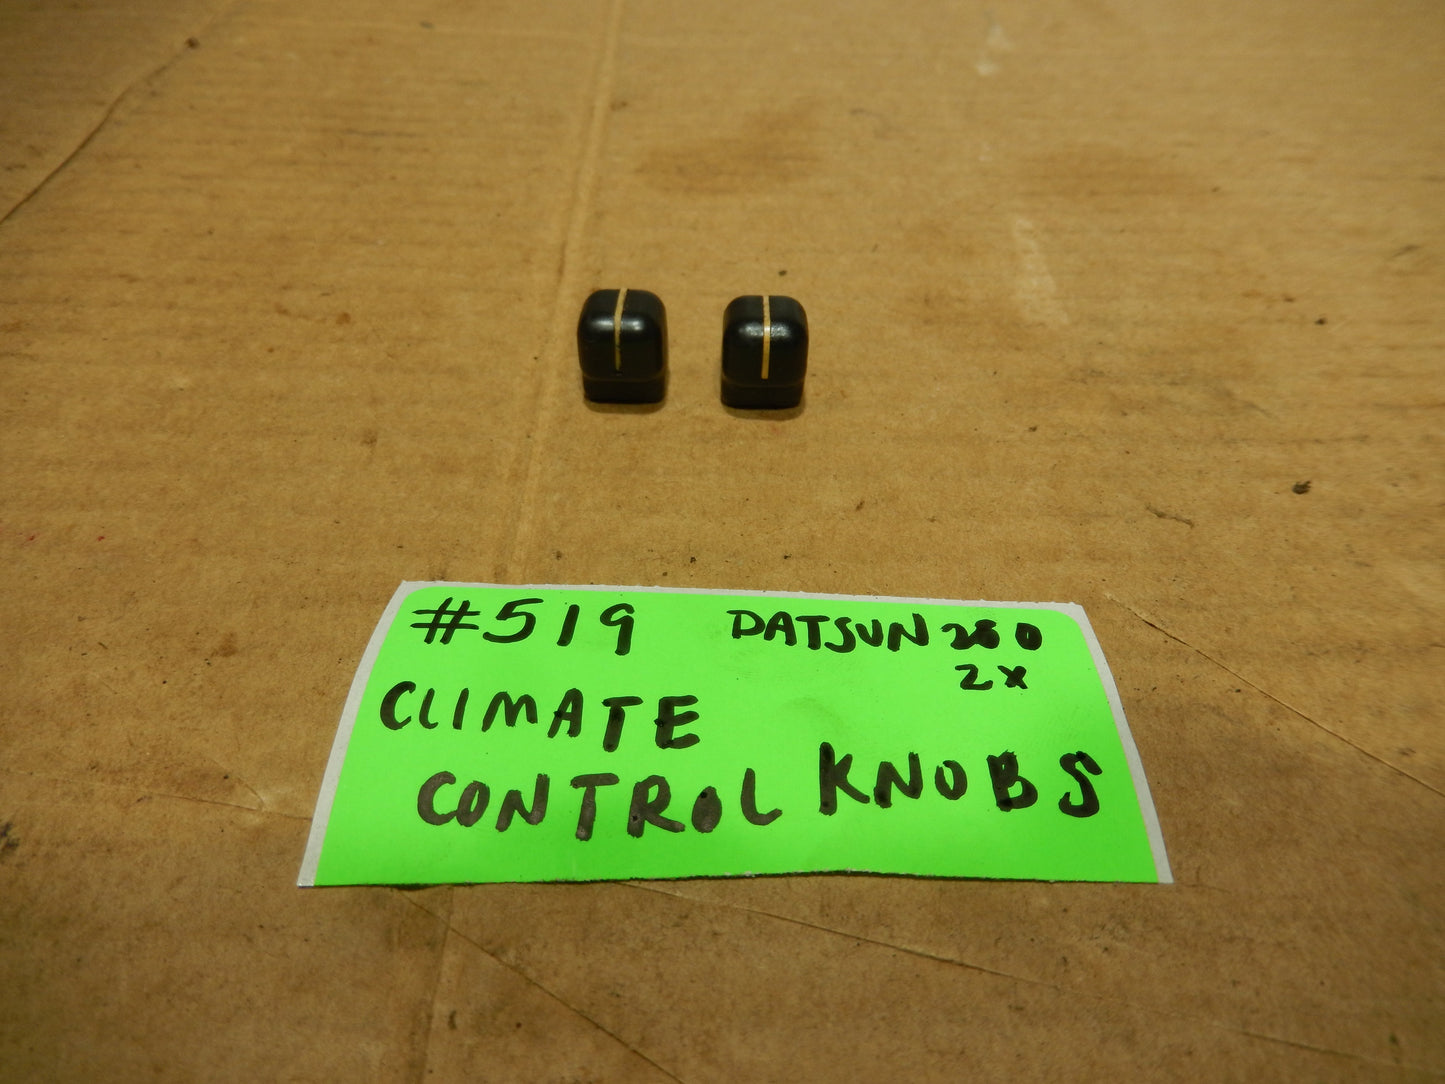 #519 DATSUN 280
ZX
CLIMATE
CONTROL KNOBS